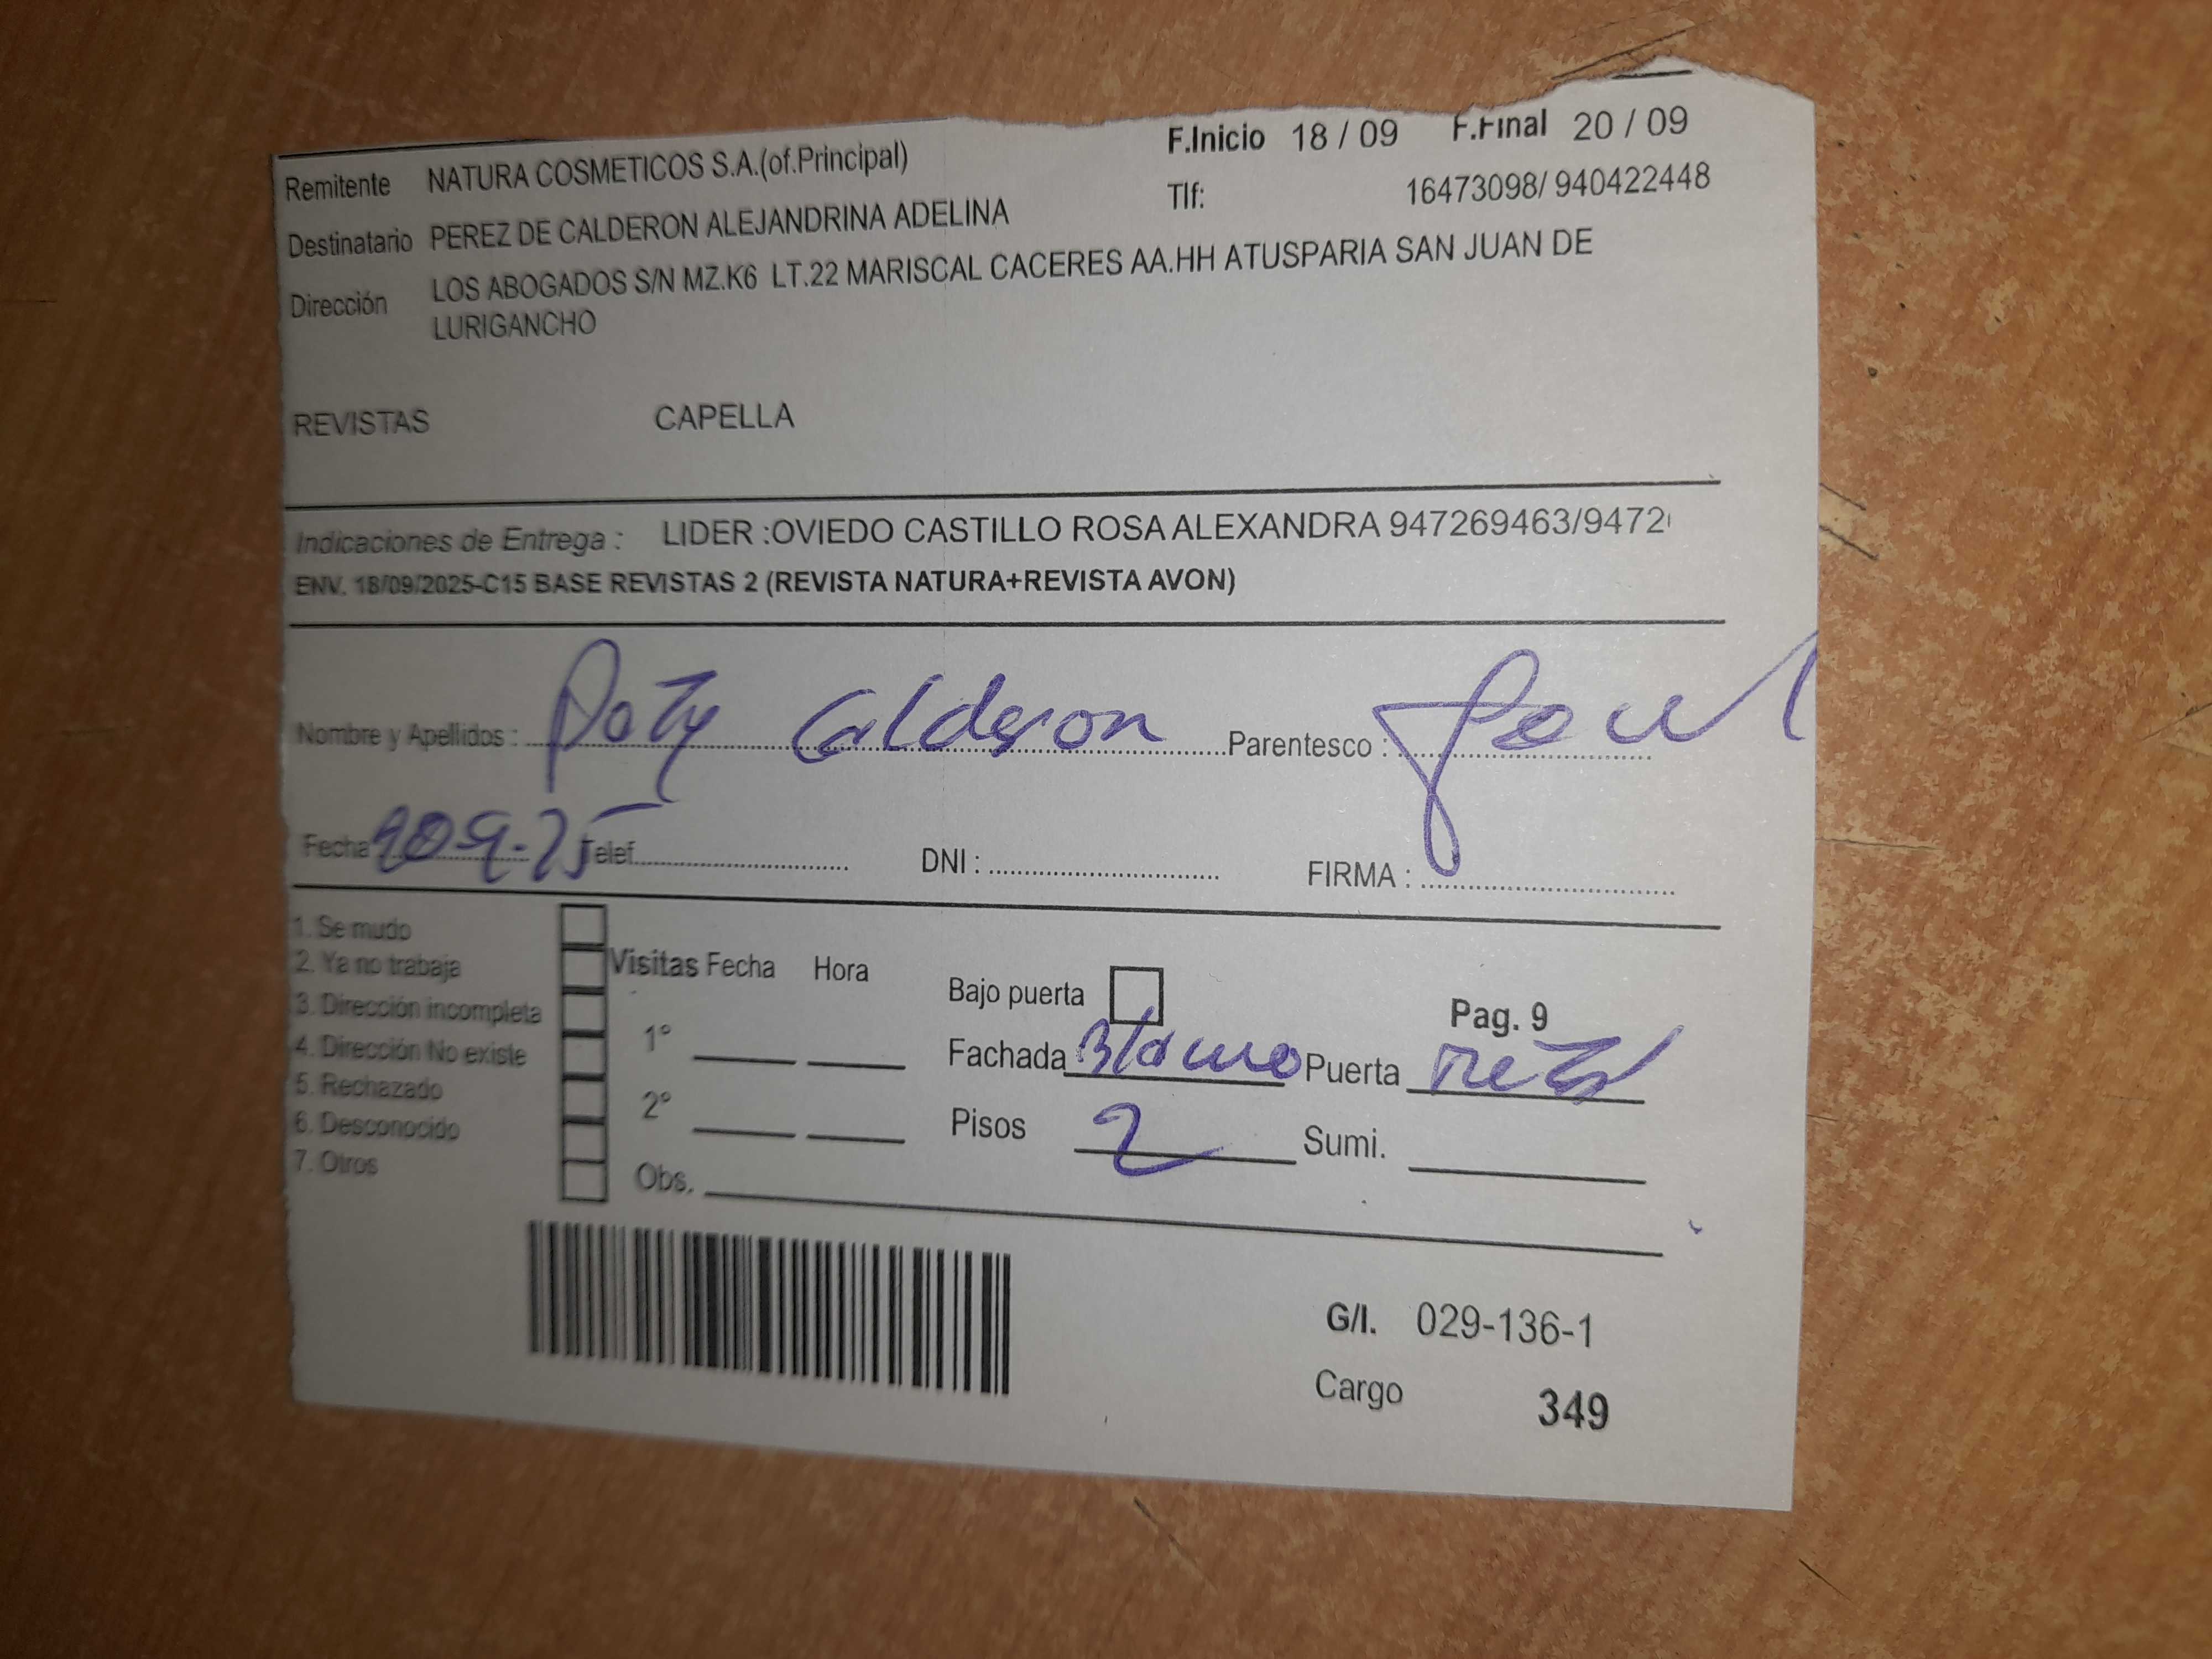 F.Inicio 18 / 09 F.Final 20 / 09
Remitente NATURA COSMETICOS S.A.(of.Principal)
Tlf: 16473098/ 940422448
Destinatario PEREZ DE CALDERON ALEJANDRINA ADELINA
Dirección LOS ABOGADOS S/N MZ.K6 LT.22 MARISCAL CACERES AA.HH ATUSPARIA SAN JUAN DE
LURIGANCHO
REVISTAS CAPELLA
Indicaciones de Entrega : LIDER :OVIEDO CASTILLO ROSA ALEXANDRA 947269463/9472
ENV. 18/09/2025-C15 BASE REVISTAS 2 (REVISTA NATURA+REVISTA AVON)
Nombre y Apellidos : Paty Calderon Parentesco :
Fecha Telef. DNI : FIRMA :
1. Se mudo
2. Ya no trabaja
3. Dirección incompleta
4. Dirección No existe
5. Rechazado
6. Desconocido
7. Otros
Visitas Fecha Hora
1°
2°
Obs.
Bajo puerta Pag. 9
Fachada Blanco Puerta Metal
Pisos 2 Sumi.
G/I. 029-136-1
Cargo 349